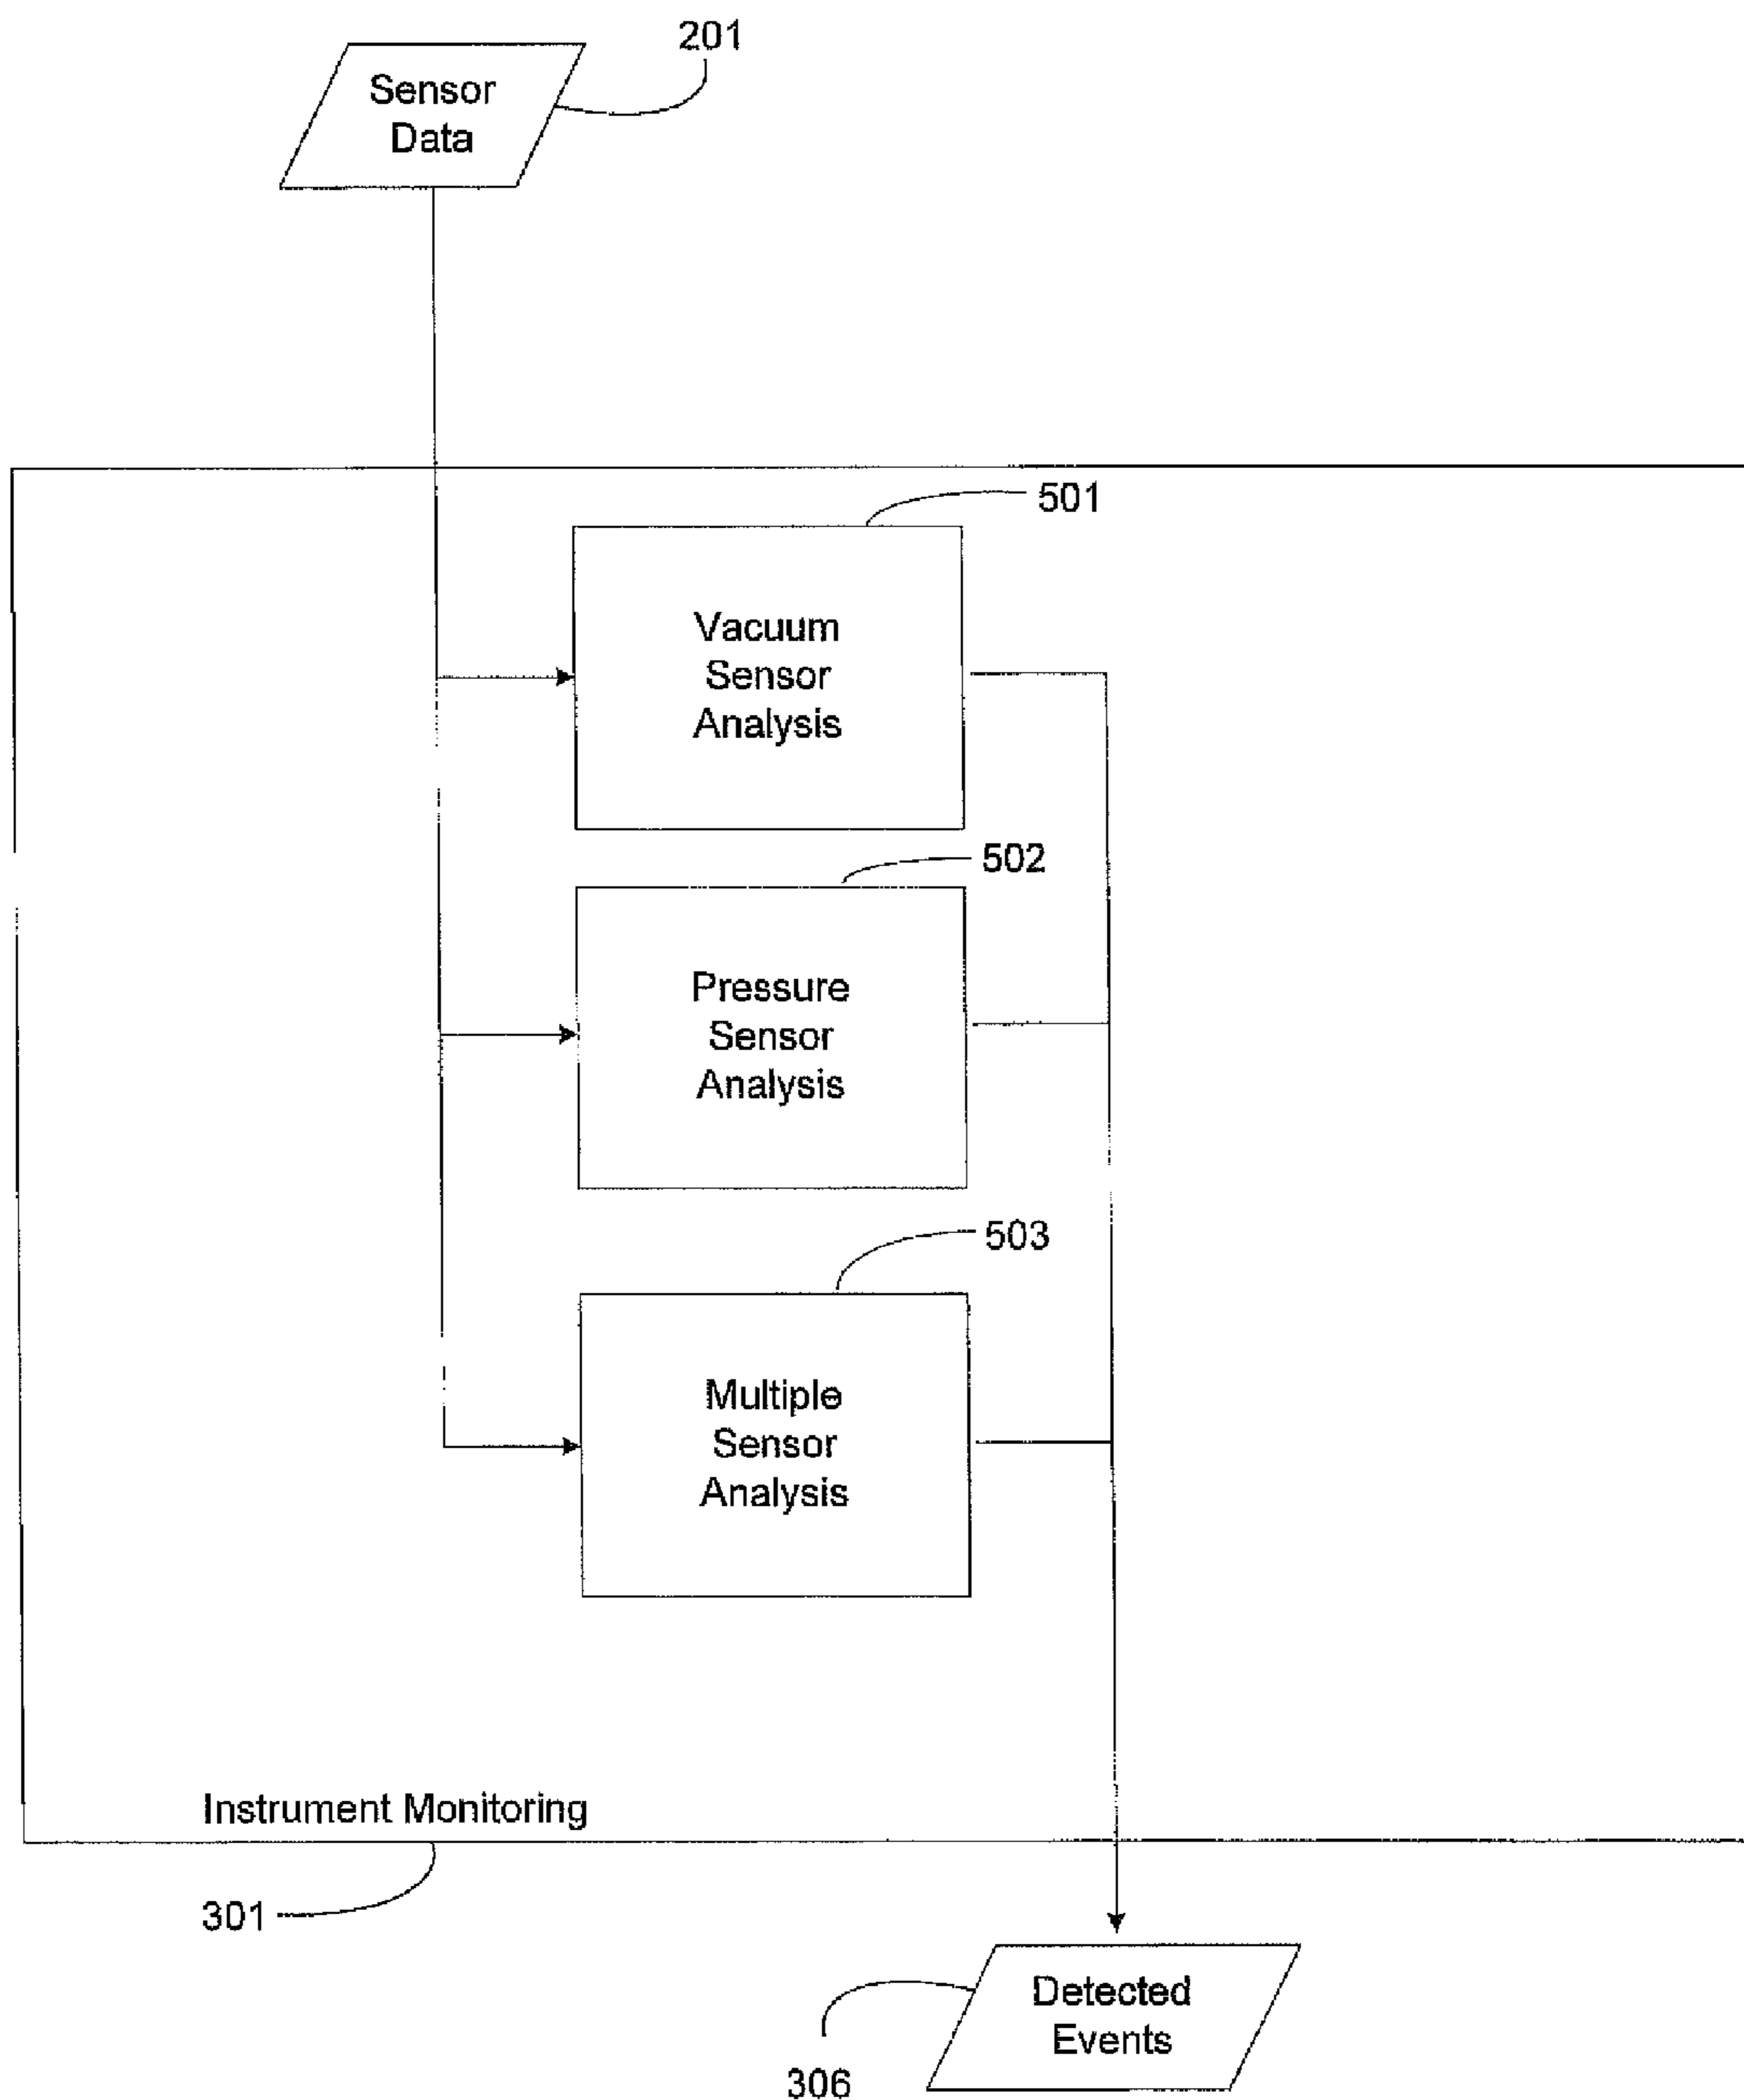 201
Sensor
Data
501
Vacuum
Sensor
Analysis
502
Pressure
Sensor
Analysis
503
Multiple
Sensor
Analysis
Instrument Monitoring
301
Detected
Events
306